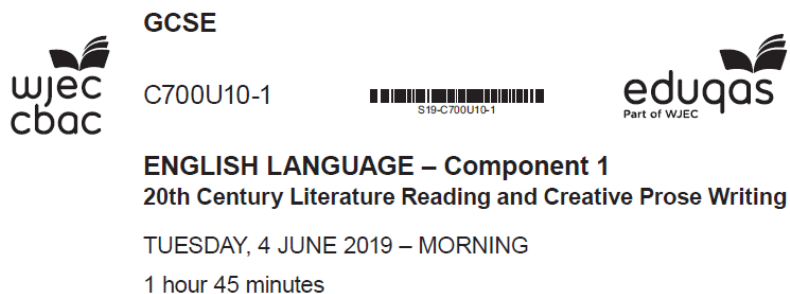 GCSE
wjec
cbac
C700U10-1
S19-C700U10-1
eduqas
Part of WJEC
ENGLISH LANGUAGE – Component 1
20th Century Literature Reading and Creative Prose Writing
TUESDAY, 4 JUNE 2019 – MORNING
1 hour 45 minutes